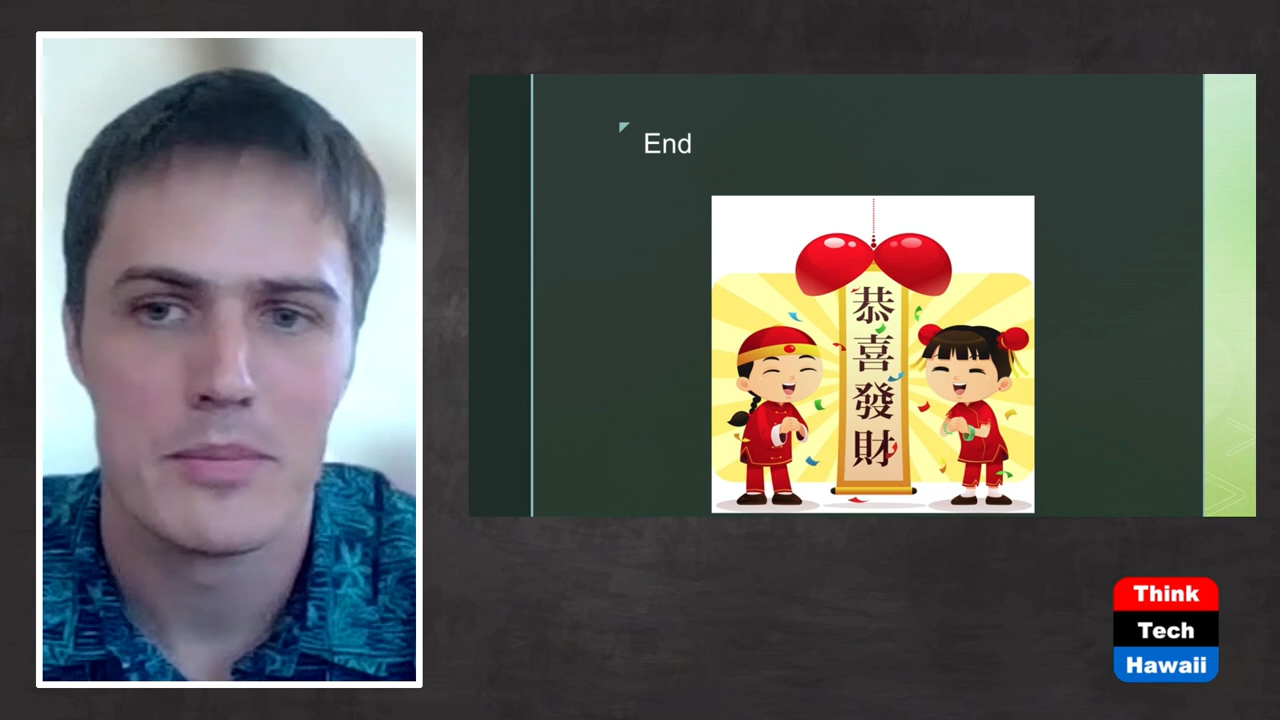 End
恭喜發財
Think
Tech
Hawaii